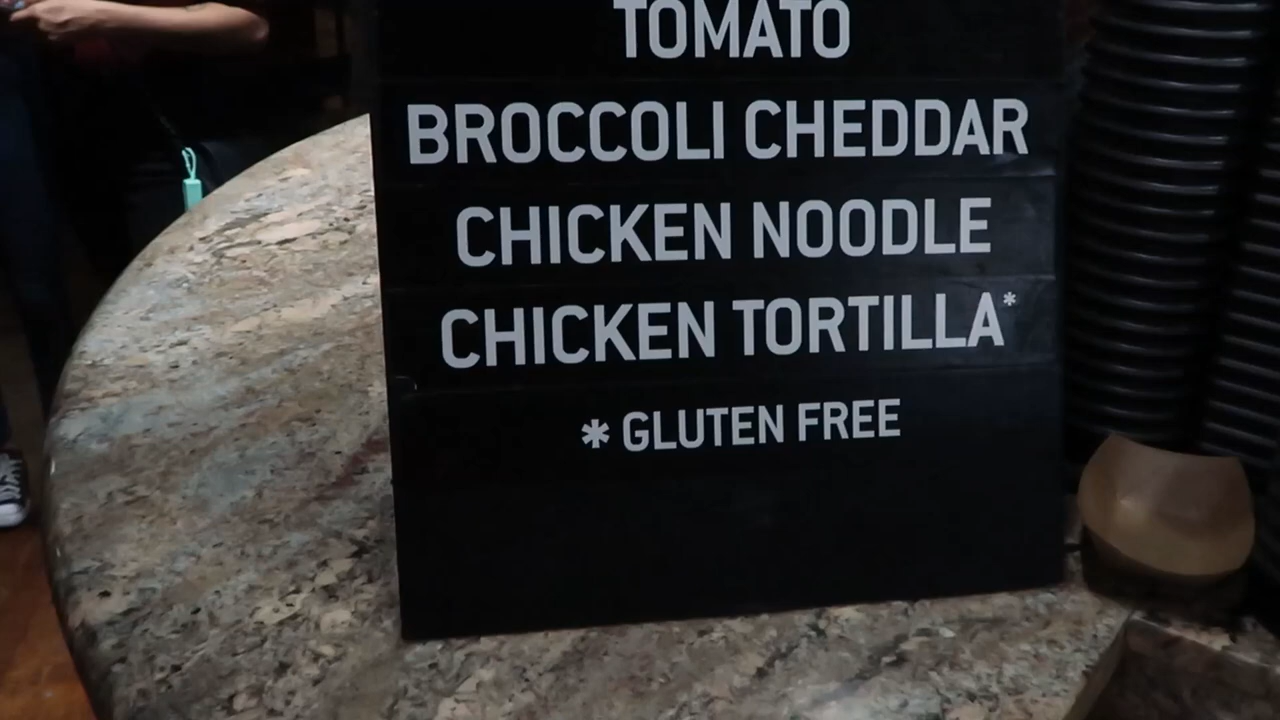 TOMATO
BROCCOLI CHEDDAR
CHICKEN NOODLE
CHICKEN TORTILLA*
* GLUTEN FREE